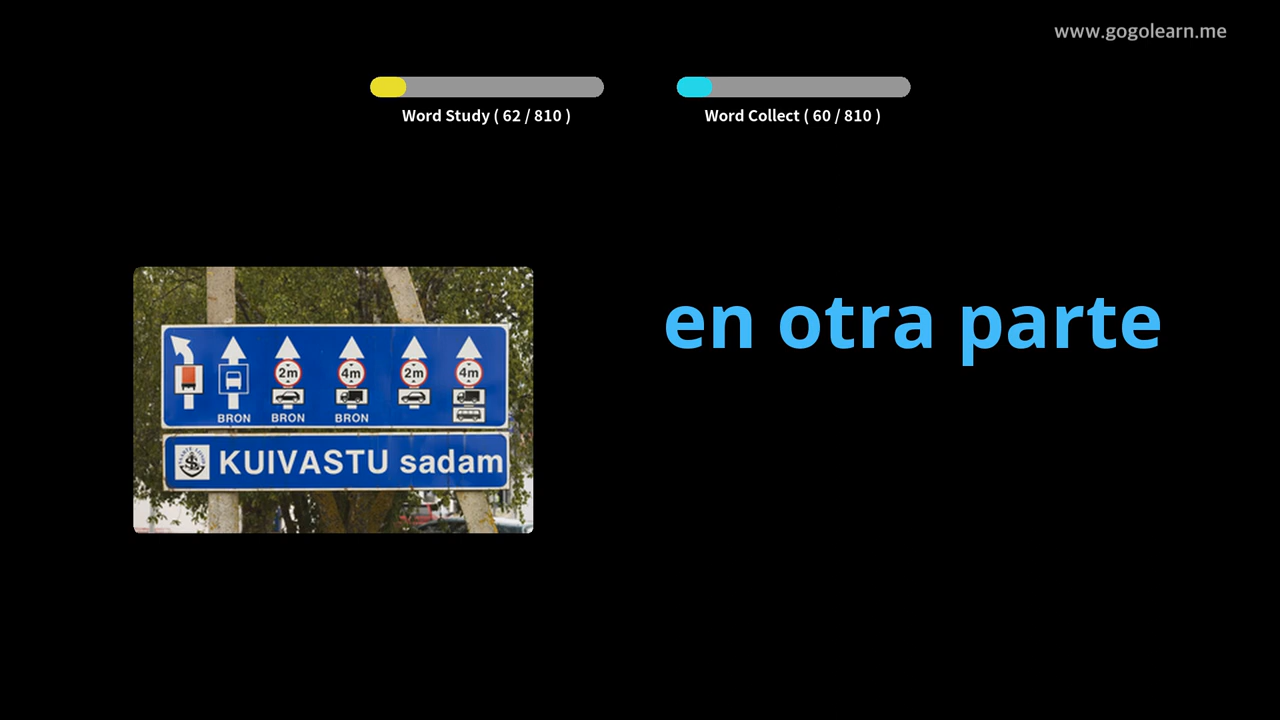 www.gogolearn.me
Word Study ( 62 / 810 )
Word Collect ( 60 / 810 )
en otra parte
2m
4m
2m
4m
BRON
BRON
BRON
KUIVASTU sadam